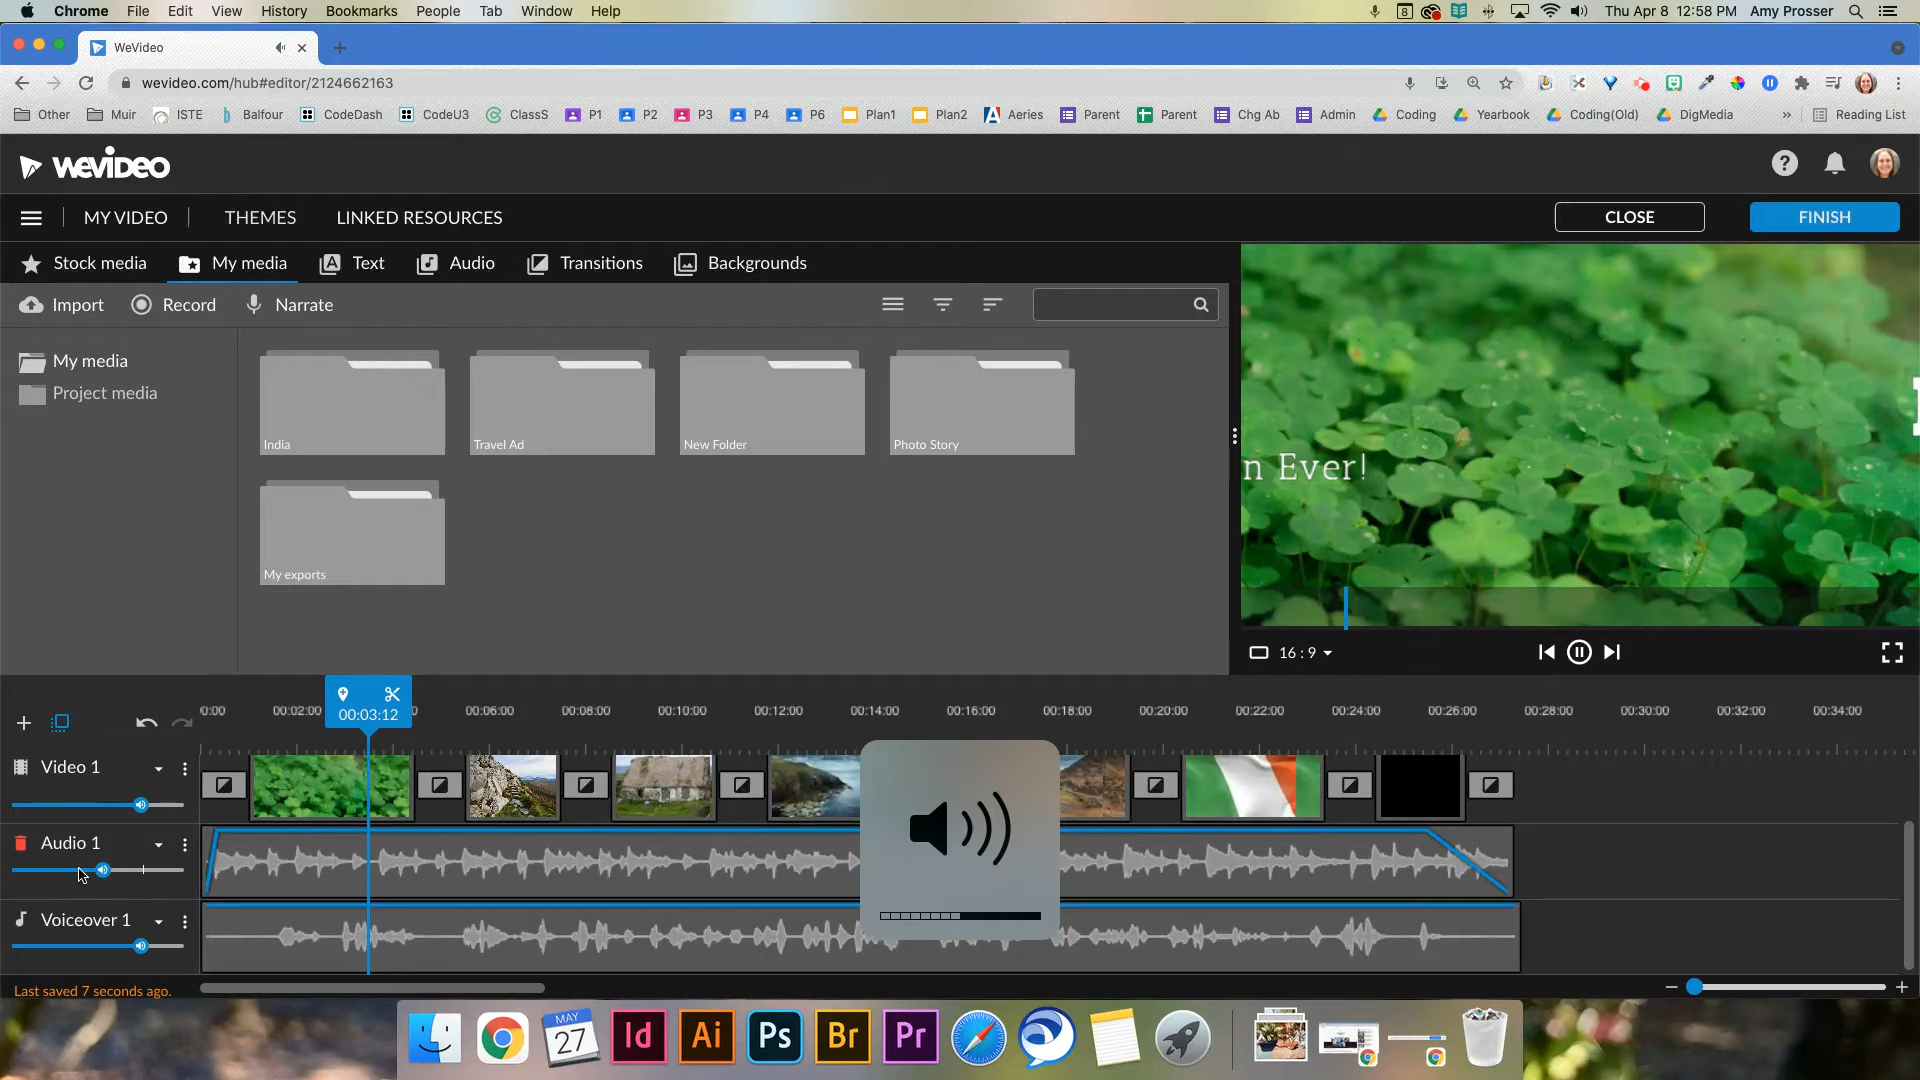 Chrome File Edit View History Bookmarks People Tab Window Help
8
Thu Apr 8 12:58 PM Amy Prosser
WeVideo
wevideo.com/hub#editor/2124662163
Other Muir ISTE Balfour CodeDash CodeU3 ClassS P1 P2 P3 P4 P6 Plan1 Plan2 Aeries Parent Parent Chg Ab Admin Coding Yearbook Coding(Old) DigMedia » Reading List
WEVIDEO
MY VIDEO THEMES LINKED RESOURCES CLOSE FINISH
Stock media My media Text Audio Transitions Backgrounds
Import Record Narrate
My media
Project media
India
Travel Ad
New Folder
Photo Story
My exports
n Ever!
16 : 9
00:03:12
00:02:00 00:06:00 00:08:00 00:10:00 00:12:00 00:14:00 00:16:00 00:18:00 00:20:00 00:22:00 00:24:00 00:26:00 00:28:00 00:30:00 00:32:00 00:34:00
Video 1
Audio 1
Voiceover 1
Last saved 7 seconds ago.
MAY
27
Id
Ai
Ps
Br
Pr